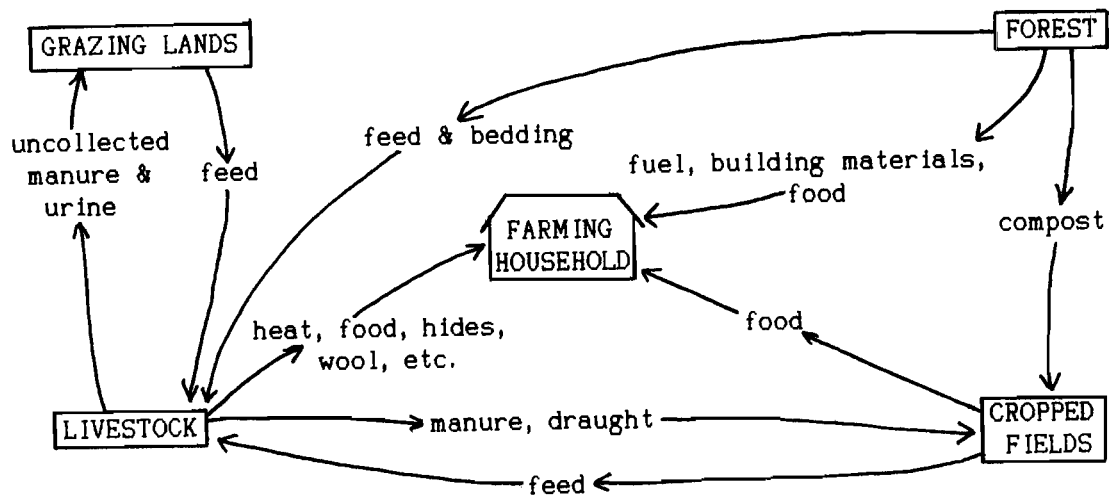 GRAZING LANDS
FOREST
uncollected
manure &
urine
feed
feed & bedding
fuel, building materials,
food
compost
FARMING
HOUSEHOLD
heat, food, hides,
wool, etc.
food
LIVESTOCK
manure, draught
CROPPED
FIELDS
feed